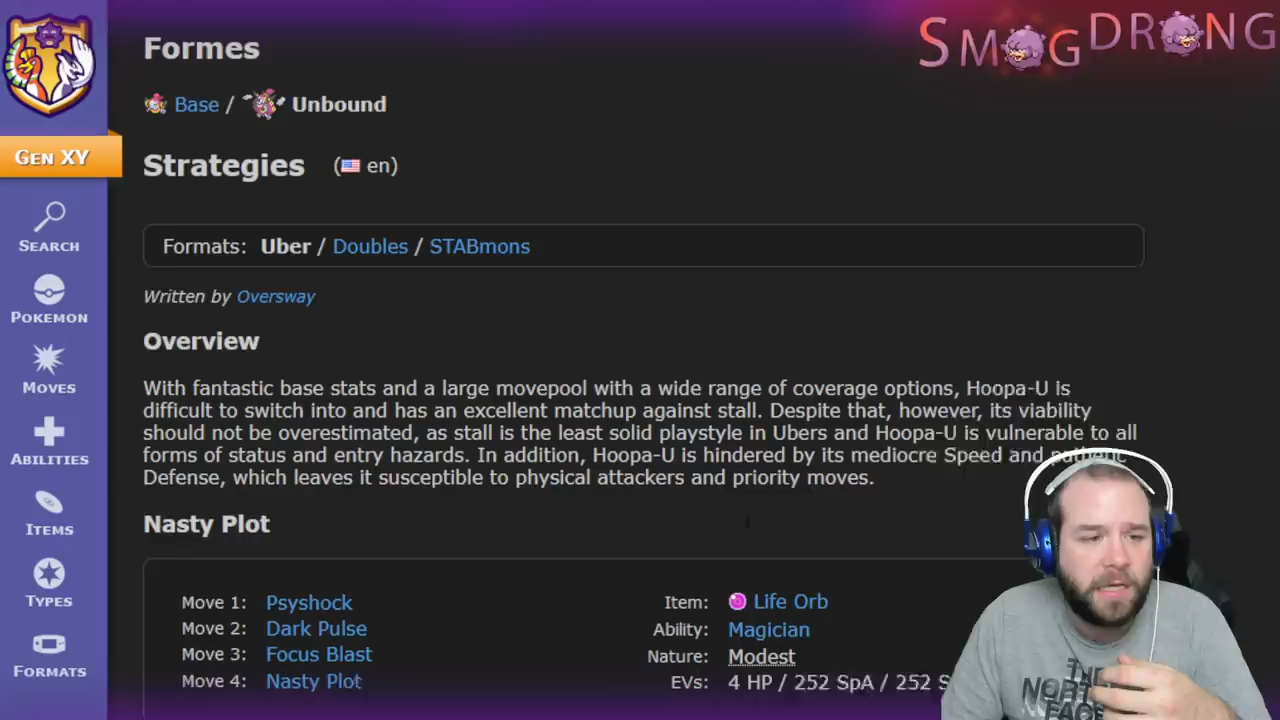 Formes
SMOGDRONG
Base / Unbound
GEN XY
Strategies (en)
SEARCH
Formats: Uber / Doubles / STABmons
POKEMON
Written by Oversway
Overview
MOVES
With fantastic base stats and a large movepool with a wide range of coverage options, Hoopa-U is
difficult to switch into and has an excellent matchup against stall. Despite that, however, its viability
should not be overestimated, as stall is the least solid playstyle in Ubers and Hoopa-U is vulnerable to all
ABILITIES
forms of status and entry hazards. In addition, Hoopa-U is hindered by its mediocre Speed and pathetic
Defense, which leaves it susceptible to physical attackers and priority moves.
ITEMS
Nasty Plot
TYPES
Move 1: Psyshock Item: Life Orb
Move 2: Dark Pulse Ability: Magician
Move 3: Focus Blast Nature: Modest
FORMATS
Move 4: Nasty Plot EVs: 4 HP / 252 SpA / 252 S
THE
NORTH
FACE